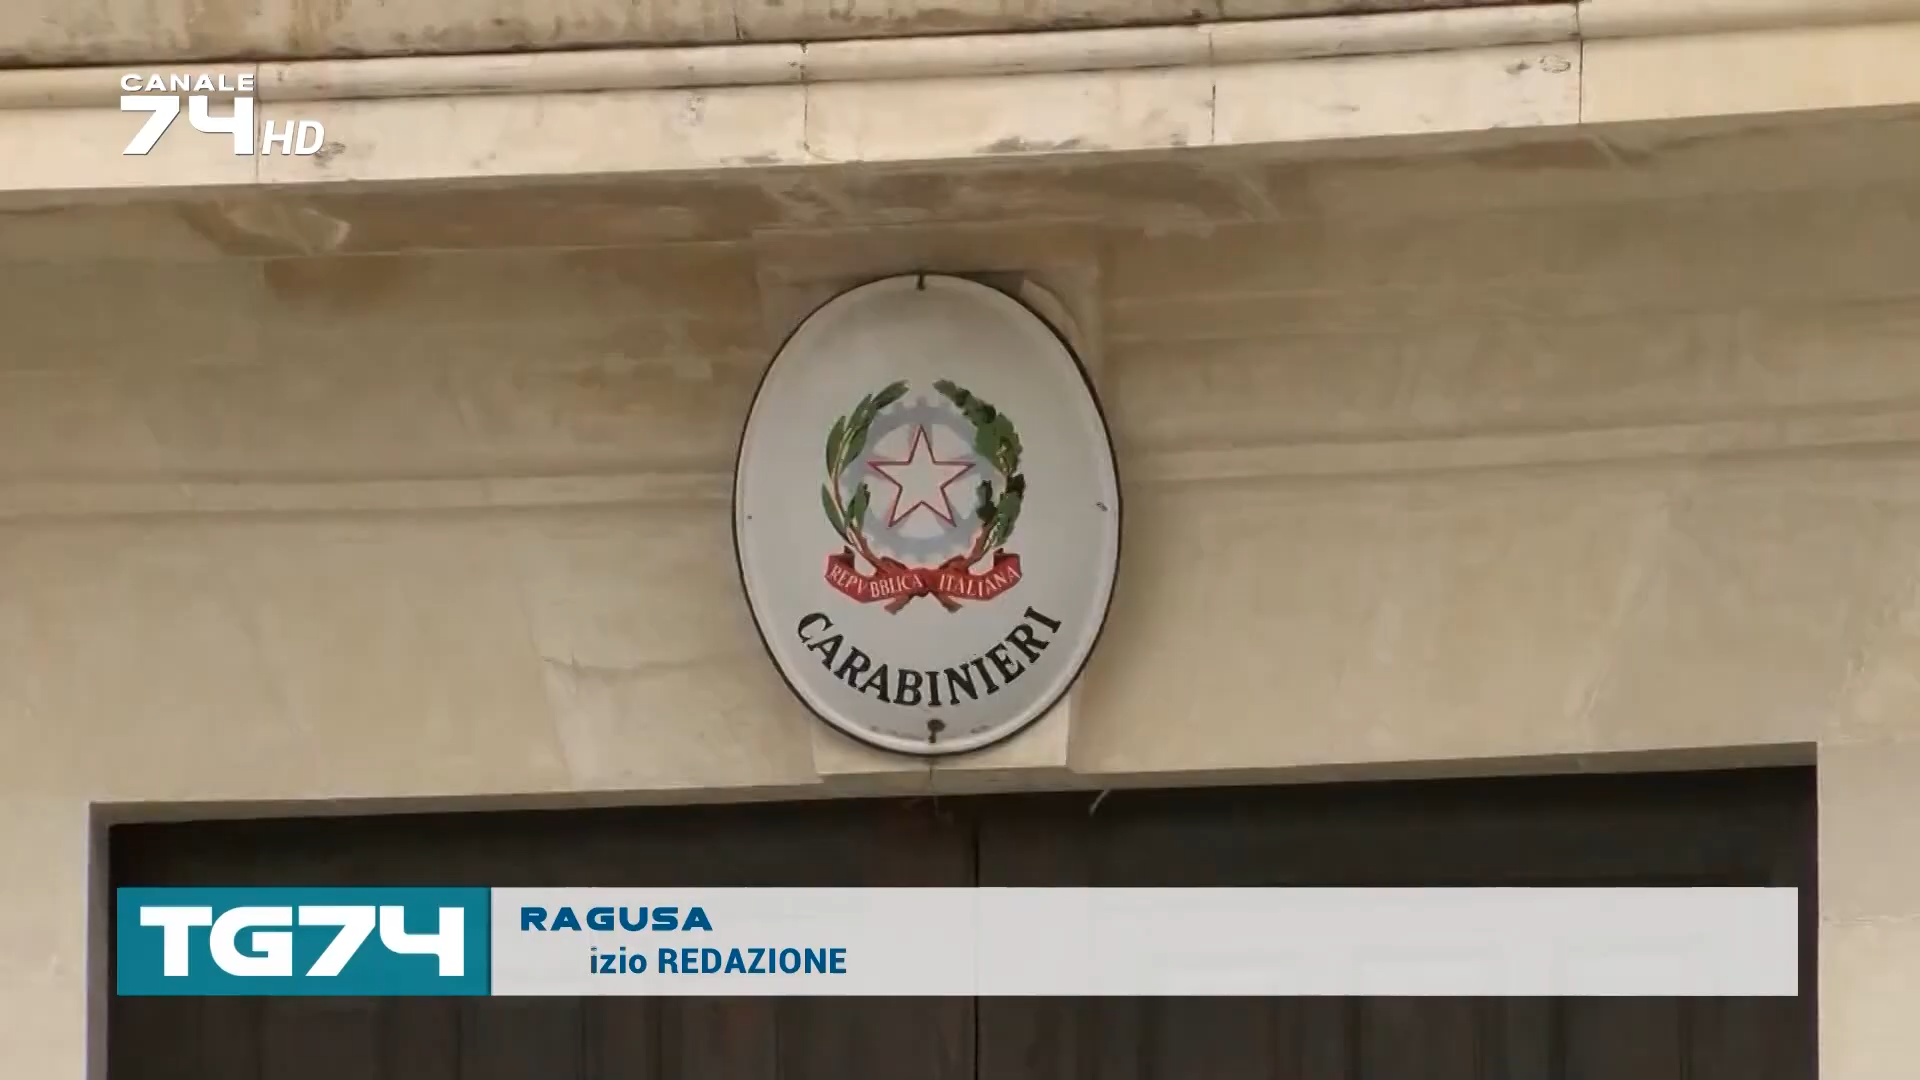 CANALE
74 HD
REPVBBLICA ITALIANA
CARABINIERI
TG74
RAGUSA
izio REDAZIONE